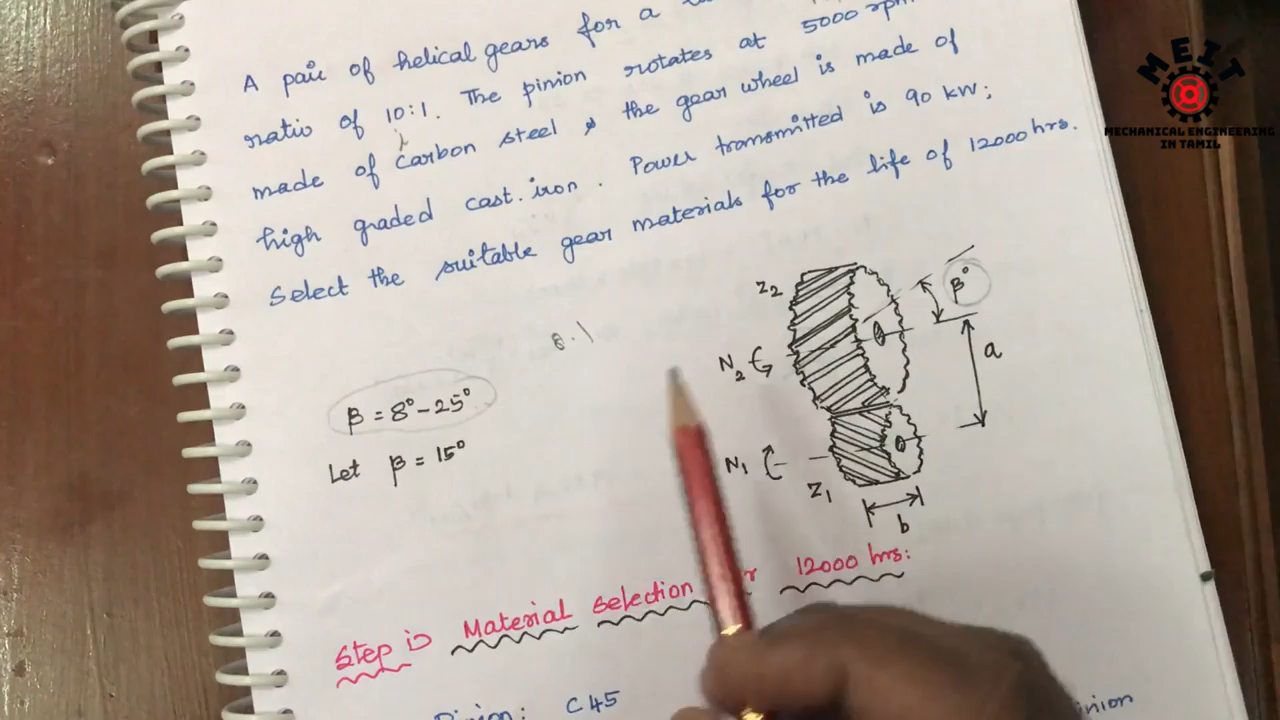 A pair of helical gears for a
ratio of 10:1. The pinion rotates at 5000 rpm
made of carbon steel & the gear wheel is made of
high graded cast.iron. Power transmitted is 90 kW;
Select the suitable gear materials for the life of 12000 hrs.
Z2
β°
N2
a
β = 8° - 25°
Let β = 15°
N1
Z1
b
Step i) Material selection 12000 hrs:
Pinion: C45
MEIT
MECHANICAL ENGINEERING
IN TAMIL